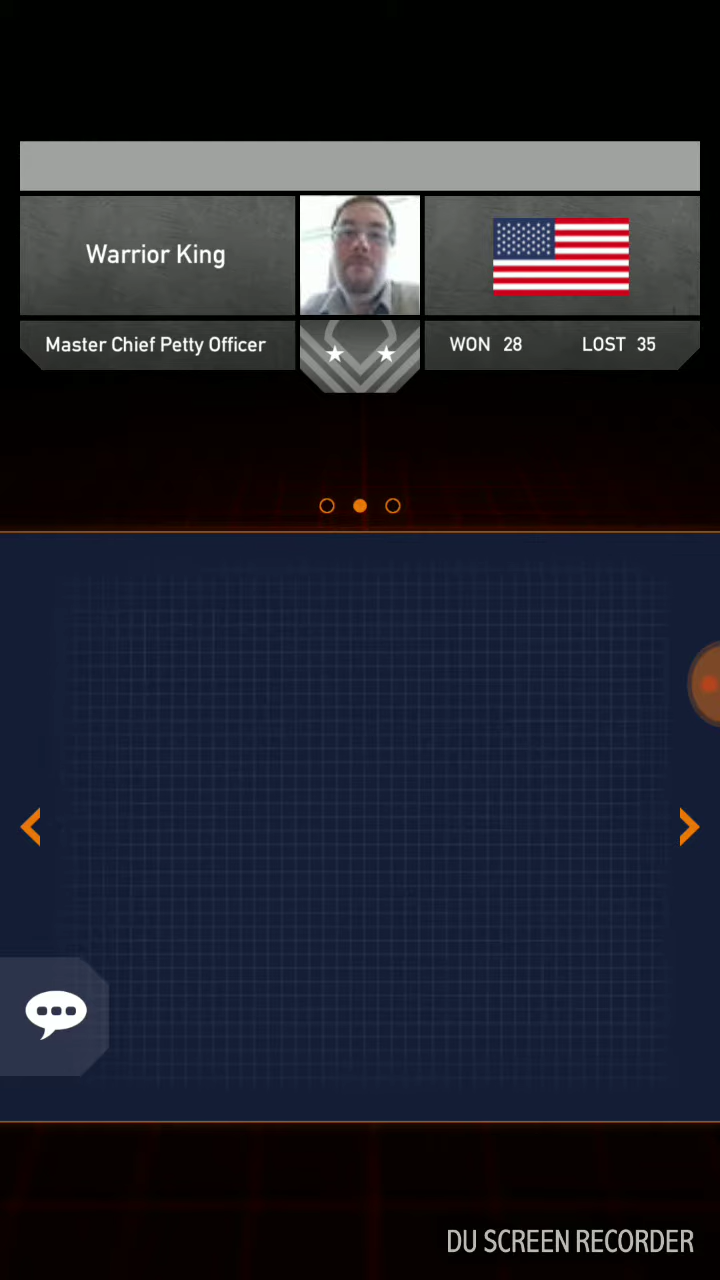 Warrior King
Master Chief Petty Officer
WON 28 LOST 35
DU SCREEN RECORDER